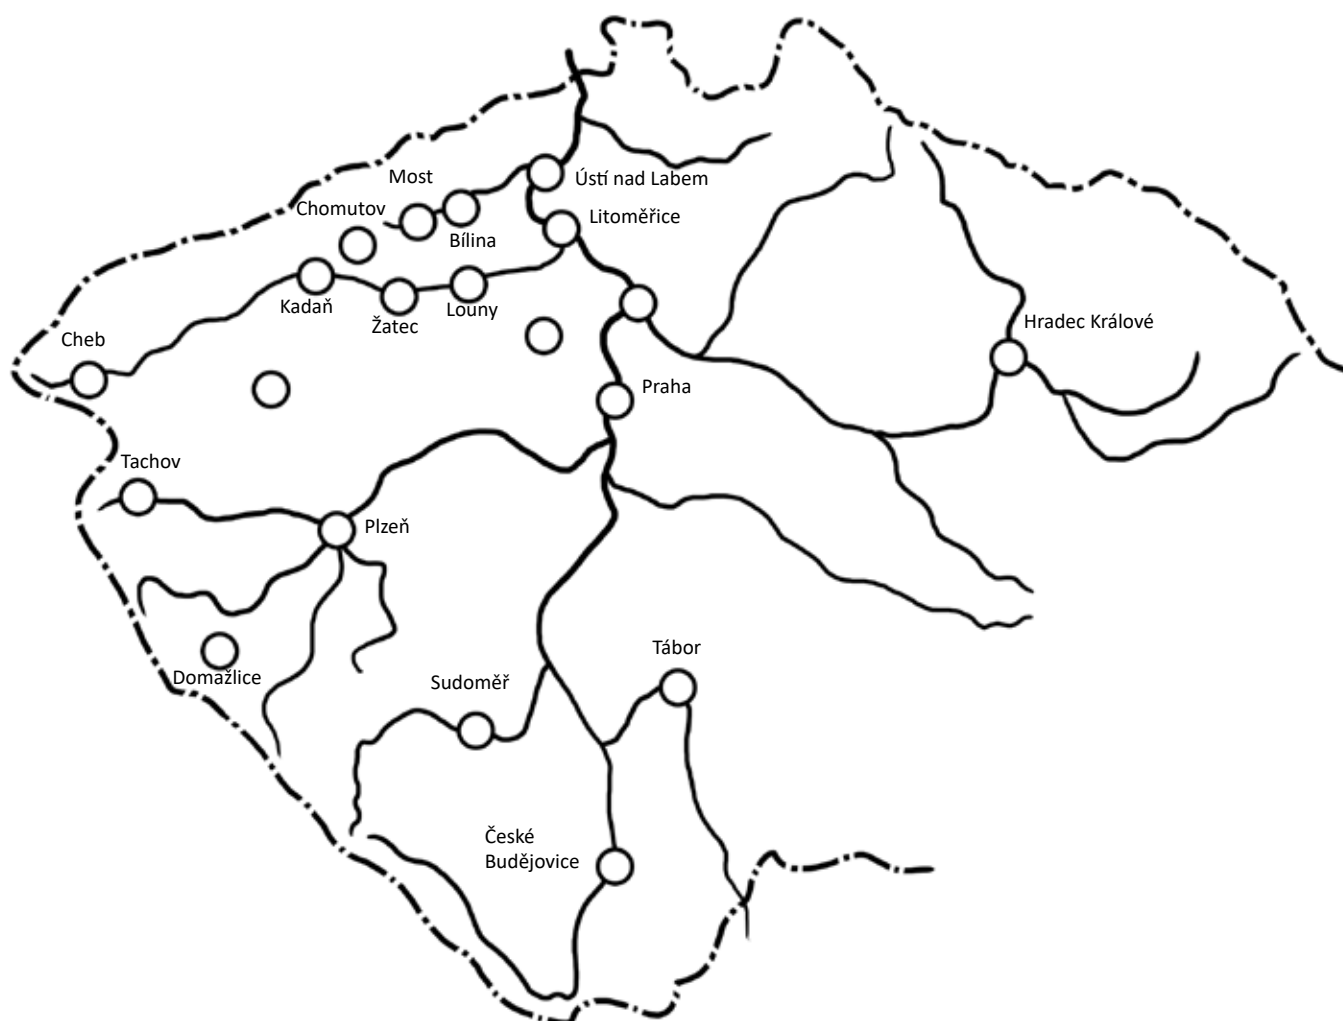 Most
Ústí nad Labem
Chomutov
Litoměřice
Bílina
Kadaň
Louny
Žatec
Hradec Králové
Cheb
Praha
Tachov
Plzeň
Tábor
Domažlice
Sudoměř
České
Budějovice